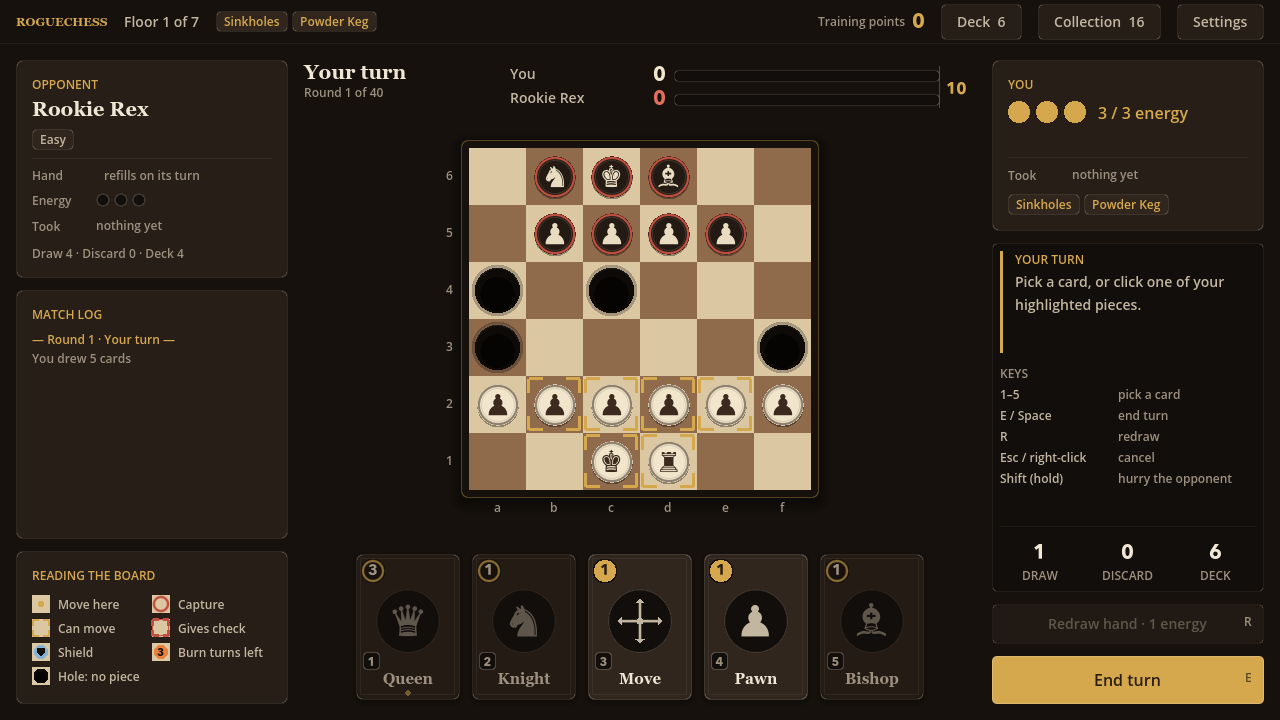 ROGUECHESS Floor 1 of 7 Sinkholes Powder Keg Training points 0 Deck 6 Collection 16 Settings
OPPONENT
Rookie Rex
Easy
Hand refills on its turn
Energy
Took nothing yet
Draw 4 · Discard 0 · Deck 4
MATCH LOG
— Round 1 · Your turn —
You drew 5 cards
READING THE BOARD
Move here Capture
Can move Gives check
Shield 3 Burn turns left
Hole: no piece
Your turn
Round 1 of 40
You 0
Rookie Rex 0
10
6
5
4
3
2
1
a b c d e f
3 1 1 1 1
1 2 3 4 5
Queen Knight Move Pawn Bishop
YOU
3 / 3 energy
Took nothing yet
Sinkholes Powder Keg
YOUR TURN
Pick a card, or click one of your
highlighted pieces.
KEYS
1–5 pick a card
E / Space end turn
R redraw
Esc / right-click cancel
Shift (hold) hurry the opponent
1 0 6
DRAW DISCARD DECK
Redraw hand · 1 energy R
End turn E